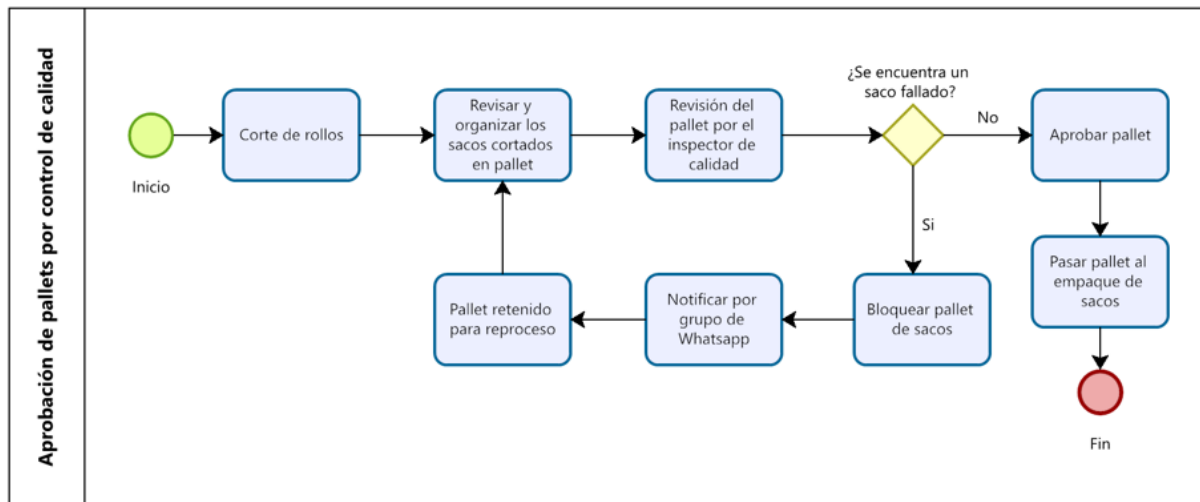 Aprobación de pallets por control de calidad
Inicio
Corte de rollos
Revisar y
organizar los
sacos cortados
en pallet
Revisión del
pallet por el
inspector de
calidad
¿Se encuentra un
saco fallado?
No
Aprobar pallet
Si
Pallet retenido
para reproceso
Notificar por
grupo de
Whatsapp
Bloquear pallet
de sacos
Pasar pallet al
empaque de
sacos
Fin